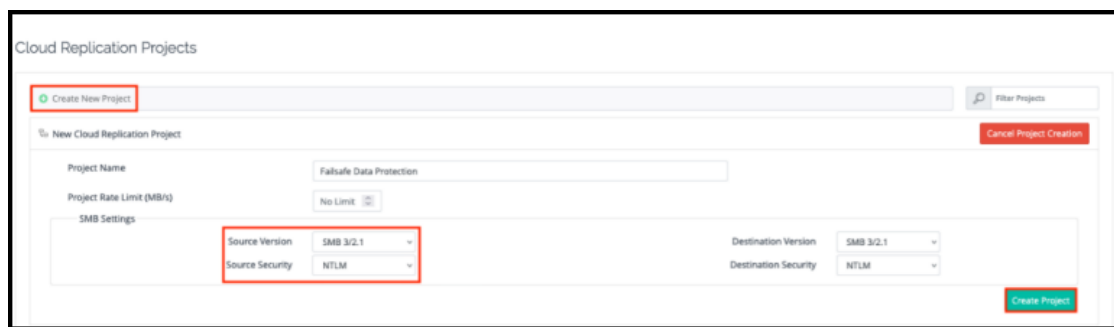 Cloud Replication Projects
Create New Project
Filter Projects
New Cloud Replication Project
Cancel Project Creation
Project Name
Failsafe Data Protection
Project Rate Limit (MB/s)
No Limit
SMB Settings
Source Version
SMB 3/2.1
Destination Version
SMB 3/2.1
Source Security
NTLM
Destination Security
NTLM
Create Project